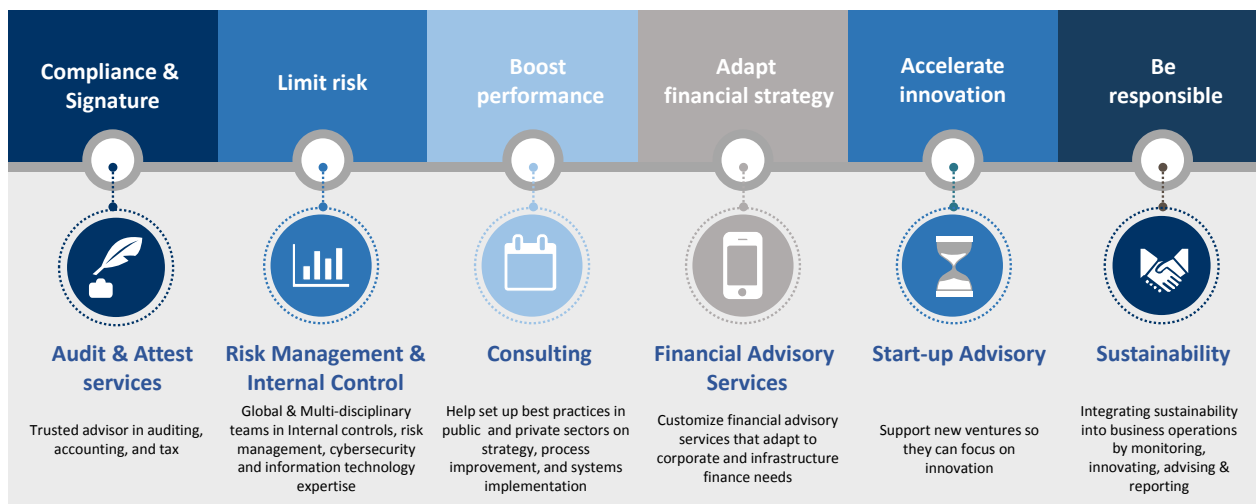 Compliance &
Signature
Limit risk
Boost
performance
Adapt
financial strategy
Accelerate
innovation
Be
responsible
Audit & Attest
services
Trusted advisor in auditing,
accounting, and tax
Risk Management &
Internal Control
Global & Multi-disciplinary
teams in Internal controls, risk
management, cybersecurity
and information technology
expertise
Consulting
Help set up best practices in
public and private sectors on
strategy, process
improvement, and systems
implementation
Financial Advisory
Services
Customize financial advisory
services that adapt to
corporate and infrastructure
finance needs
Start-up Advisory
Support new ventures so
they can focus on
innovation
Sustainability
Integrating sustainability
into business operations
by monitoring,
innovating, advising &
reporting